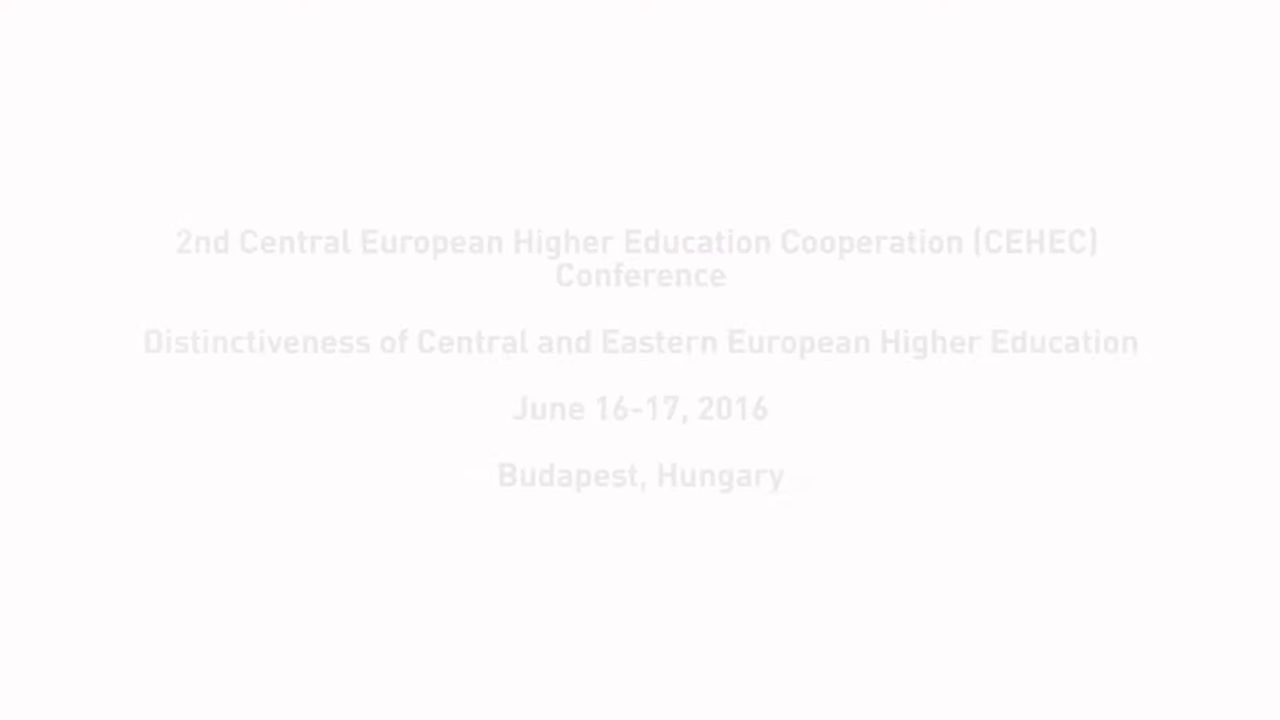 2nd Central European Higher Education Cooperation (CEHEC)
Conference
Distinctiveness of Central and Eastern European Higher Education
June 16-17, 2016
Budapest, Hungary